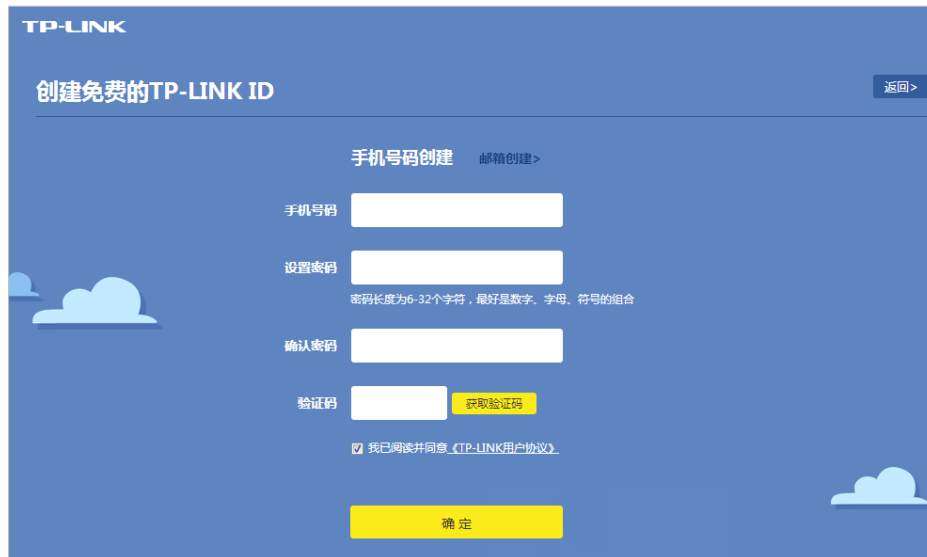 TP-LINK
创建免费的TP-LINK ID
返回>
手机号码创建 邮箱创建>
手机号码
设置密码
密码长度为6-32个字符，最好是数字、字母、符号的组合
确认密码
验证码 获取验证码
我已阅读并同意《TP-LINK用户协议》
确 定